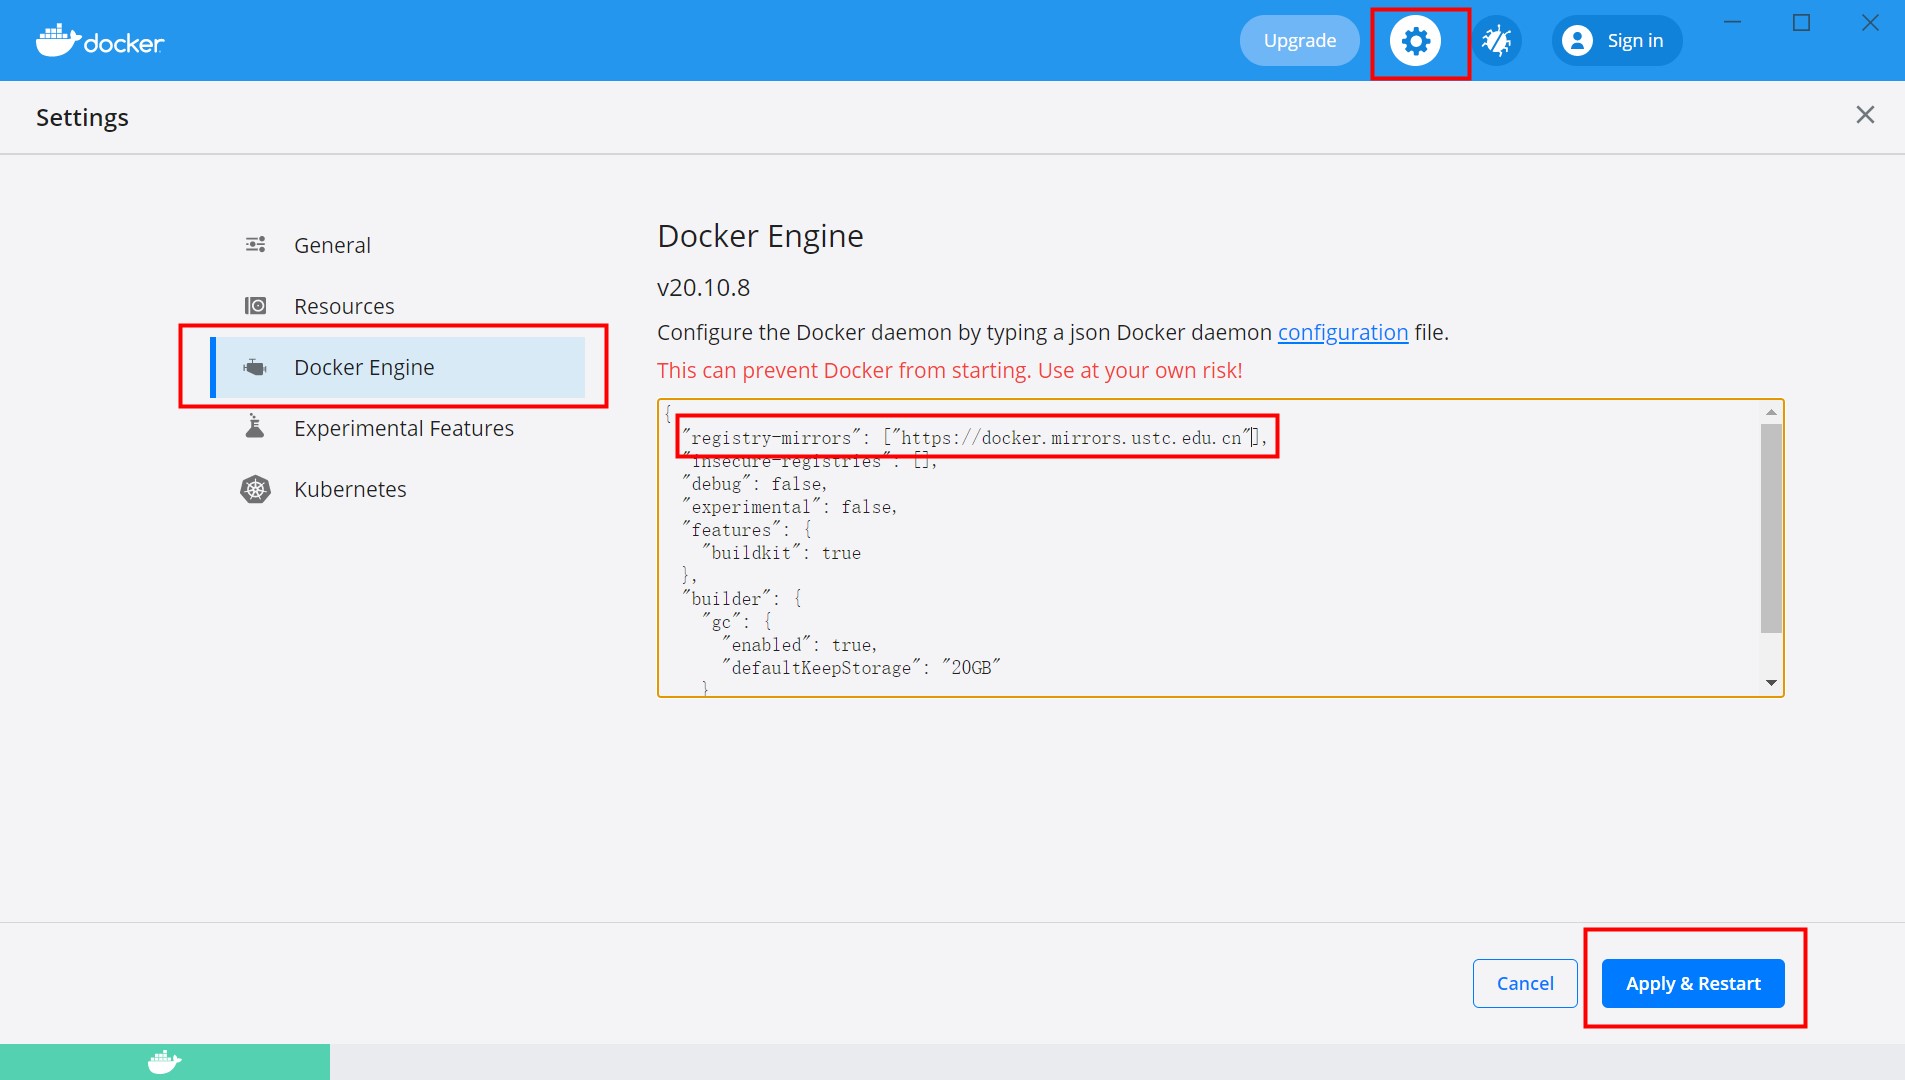 docker
Upgrade
Sign in
Settings
General
Resources
Docker Engine
Experimental Features
Kubernetes
Docker Engine
v20.10.8
Configure the Docker daemon by typing a json Docker daemon configuration file.
This can prevent Docker from starting. Use at your own risk!
{
"registry-mirrors": ["https://docker.mirrors.ustc.edu.cn"],
"insecure-registries": [],
"debug": false,
"experimental": false,
"features": {
"buildkit": true
},
"builder": {
"gc": {
"enabled": true,
"defaultKeepStorage": "20GB"
}
Cancel
Apply & Restart